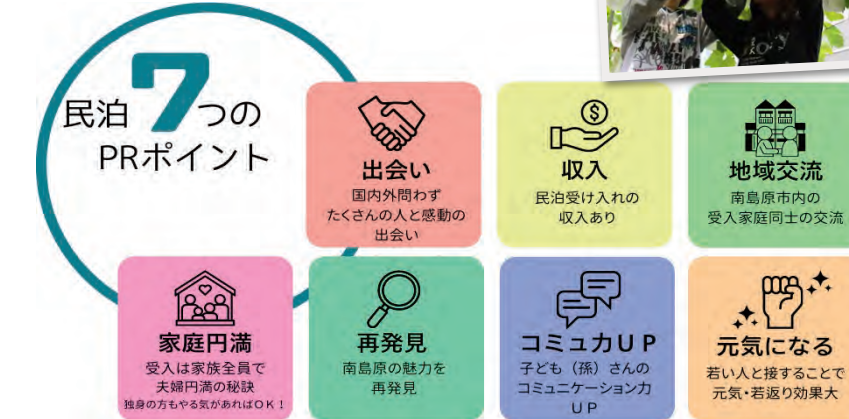 民泊7つの
PRポイント
出会い
国内外問わず
たくさんの人と感動の
出会い
収入
民泊受け入れの
収入あり
地域交流
南島原市内の
受入家庭同士の交流
家庭円満
受入は家族全員で
夫婦円満の秘訣
独身の方もやる気があればOK！
再発見
南島原の魅力を
再発見
コミュ力UP
子ども（孫）さんの
コミュニケーション力
UP
元気になる
若い人と接することで
元気・若返り効果大